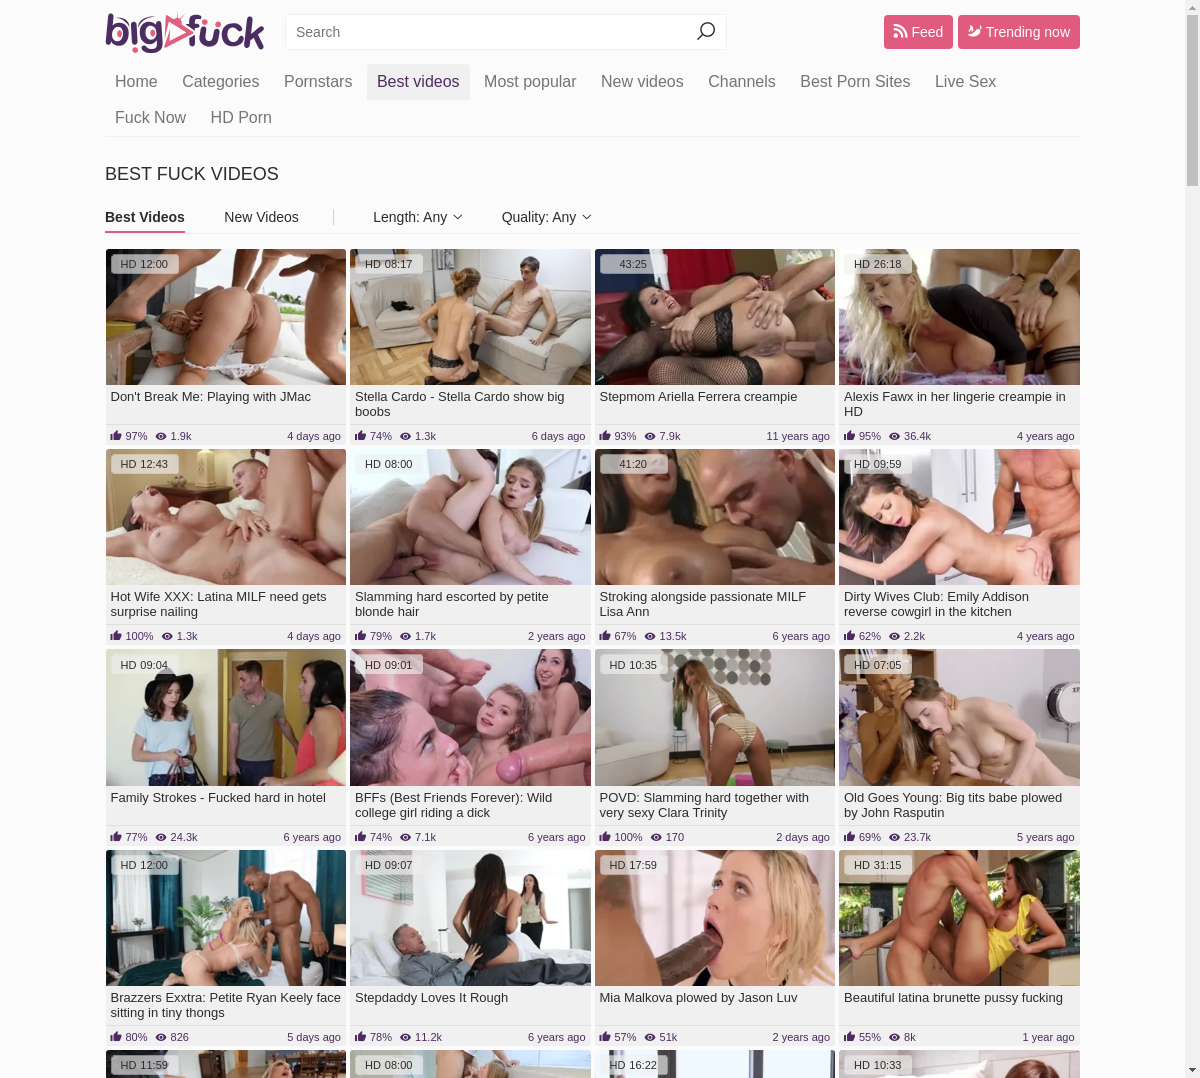 bigfuck
Search
Feed
Trending now
Home
Categories
Pornstars
Best videos
Most popular
New videos
Channels
Best Porn Sites
Live Sex
Fuck Now
HD Porn
BEST FUCK VIDEOS
Best Videos
New Videos
Length: Any
Quality: Any
HD 12:00
Don't Break Me: Playing with JMac
97% 1.9k 4 days ago
HD 08:17
Stella Cardo - Stella Cardo show big
boobs
74% 1.3k 6 days ago
43:25
Stepmom Ariella Ferrera creampie
93% 7.9k 11 years ago
HD 26:18
Alexis Fawx in her lingerie creampie in
HD
95% 36.4k 4 years ago
HD 12:43
Hot Wife XXX: Latina MILF need gets
surprise nailing
100% 1.3k 4 days ago
HD 08:00
Slamming hard escorted by petite
blonde hair
79% 1.7k 2 years ago
41:20
Stroking alongside passionate MILF
Lisa Ann
67% 13.5k 6 years ago
HD 09:59
Dirty Wives Club: Emily Addison
reverse cowgirl in the kitchen
62% 2.2k 4 years ago
HD 09:04
Family Strokes - Fucked hard in hotel
77% 24.3k 6 years ago
HD 09:01
BFFs (Best Friends Forever): Wild
college girl riding a dick
74% 7.1k 6 years ago
HD 10:35
POVD: Slamming hard together with
very sexy Clara Trinity
100% 170 2 days ago
HD 07:05
Old Goes Young: Big tits babe plowed
by John Rasputin
69% 23.7k 5 years ago
HD 12:00
Brazzers Exxtra: Petite Ryan Keely face
sitting in tiny thongs
80% 826 5 days ago
HD 09:07
Stepdaddy Loves It Rough
78% 11.2k 6 years ago
HD 17:59
Mia Malkova plowed by Jason Luv
57% 51k 2 years ago
HD 31:15
Beautiful latina brunette pussy fucking
55% 8k 1 year ago
HD 11:59
HD 08:00
HD 16:22
HD 10:33